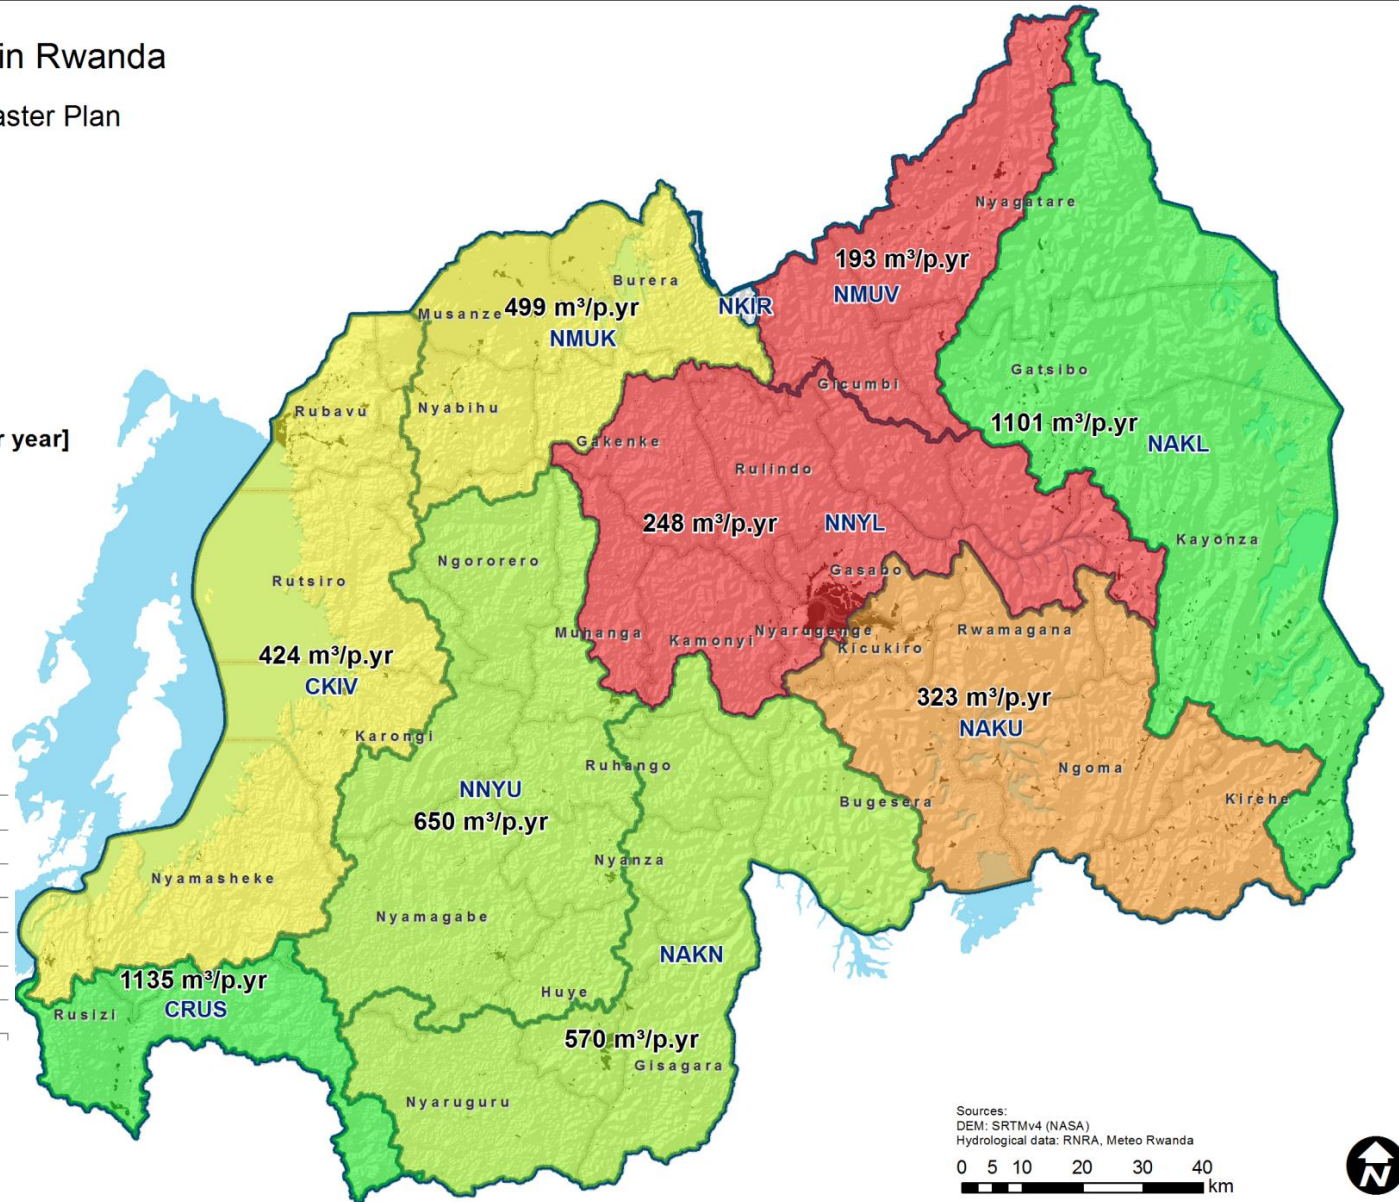 in Rwanda
aster Plan
r year]
Nyagatare
193 m³/p.yr
NMUV
Burera
Musanze
499 m³/p.yr
NMUK
NKIR
Gatsibo
Gicumbi
Rubavu
Nyabihu
1101 m³/p.yr
NAKL
Gakenke
Rulindo
248 m³/p.yr
NNYL
Kayonza
Ngororero
Gasabo
Rutsiro
Muhanga
Kamonyi
Nyarugenge
Kicukiro
Rwamagana
424 m³/p.yr
CKIV
323 m³/p.yr
NAKU
Karongi
Ruhango
Ngoma
NNYU
650 m³/p.yr
Bugesera
Kirehe
Nyanza
Nyamasheke
Nyamagabe
NAKN
1135 m³/p.yr
CRUS
Huye
Rusizi
570 m³/p.yr
Gisagara
Nyaruguru
Sources:
DEM: SRTMv4 (NASA)
Hydrological data: RNRA, Meteo Rwanda
0 5 10 20 30 40
km
N